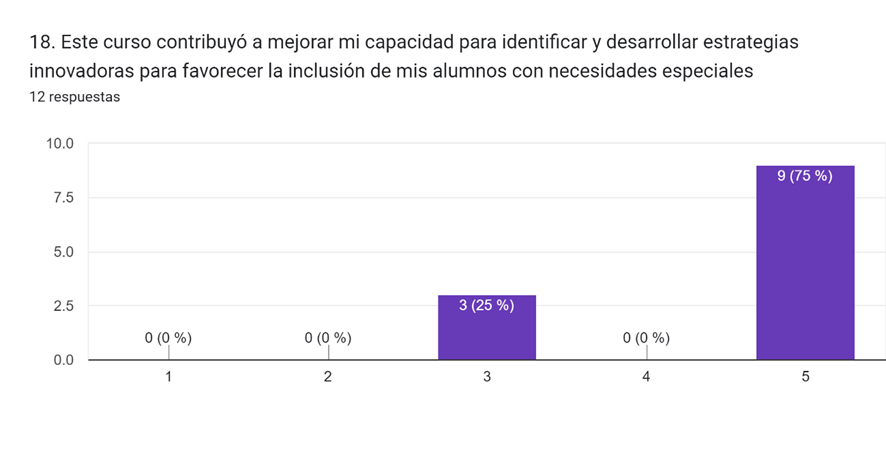 18. Este curso contribuyó a mejorar mi capacidad para identificar y desarrollar estrategias
innovadoras para favorecer la inclusión de mis alumnos con necesidades especiales
12 respuestas
10.0
7.5
5.0
2.5
0.0
0 (0 %)
0 (0 %)
3 (25 %)
0 (0 %)
9 (75 %)
1
2
3
4
5